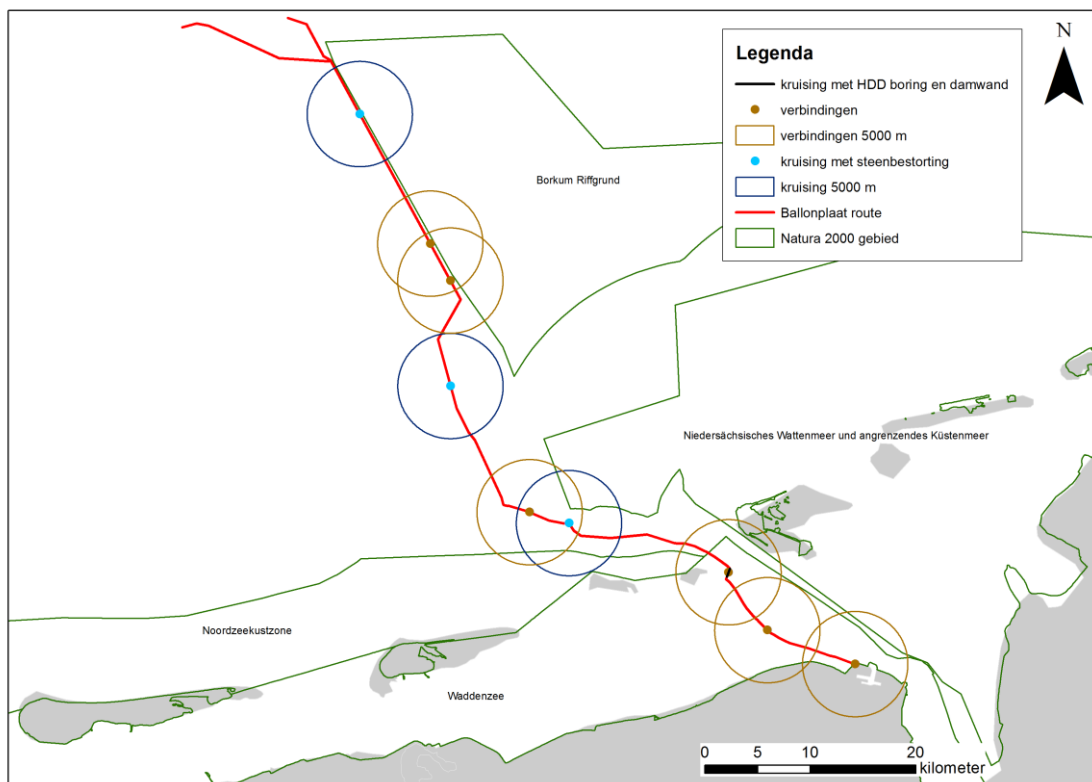 N
Legenda
kruising met HDD boring en damwand
verbindingen
verbindingen 5000 m
kruising met steenbestorting
kruising 5000 m
Ballonplaat route
Natura 2000 gebied
Borkum Riffgrund
Niedersächsisches Wattenmeer und angrenzendes Küstenmeer
Noordzeekustzone
Waddenzee
0 5 10 20
kilometer